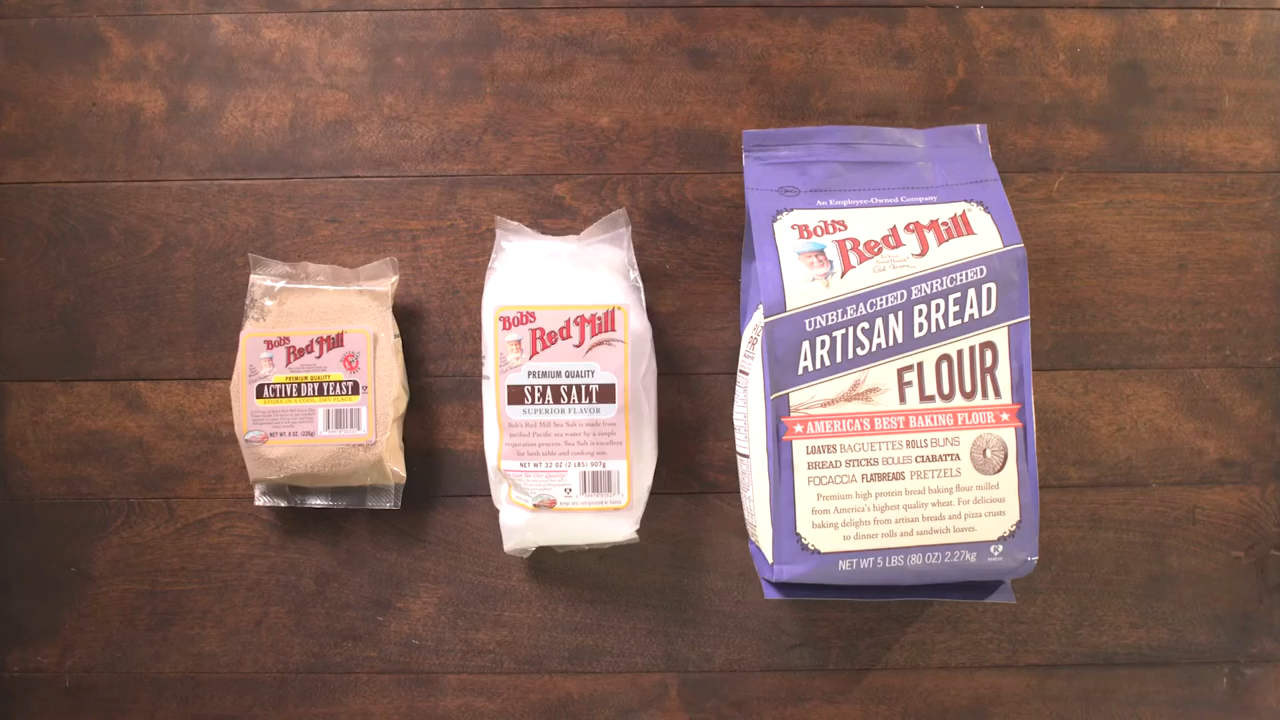 Bob's
Red Mill
PREMIUM QUALITY
ACTIVE DRY YEAST
STORE IN A COOL, DRY PLACE
NET WT. 8 OZ. (226g)
Bob's
Red Mill
PREMIUM QUALITY
SEA SALT
SUPERIOR FLAVOR
Bob's Red Mill Sea Salt is made from
purified Pacific sea water by a simple
evaporation process. Sea Salt is excellent
for both table and cooking use.
NET WT 32 OZ (2 LBS) 907g
An Employee-Owned Company
Bob's
Red Mill®
UNBLEACHED ENRICHED
ARTISAN BREAD
FLOUR
AMERICA'S BEST BAKING FLOUR
LOAVES BAGUETTES ROLLS BUNS
BREAD STICKS BOULES CIABATTA
FOCACCIA FLATBREADS PRETZELS
Premium high protein bread baking flour milled
from America's highest quality wheat. For delicious
baking delights from artisan breads and pizza crusts
to dinner rolls and sandwich loaves.
NET WT 5 LBS (80 OZ) 2.27kg